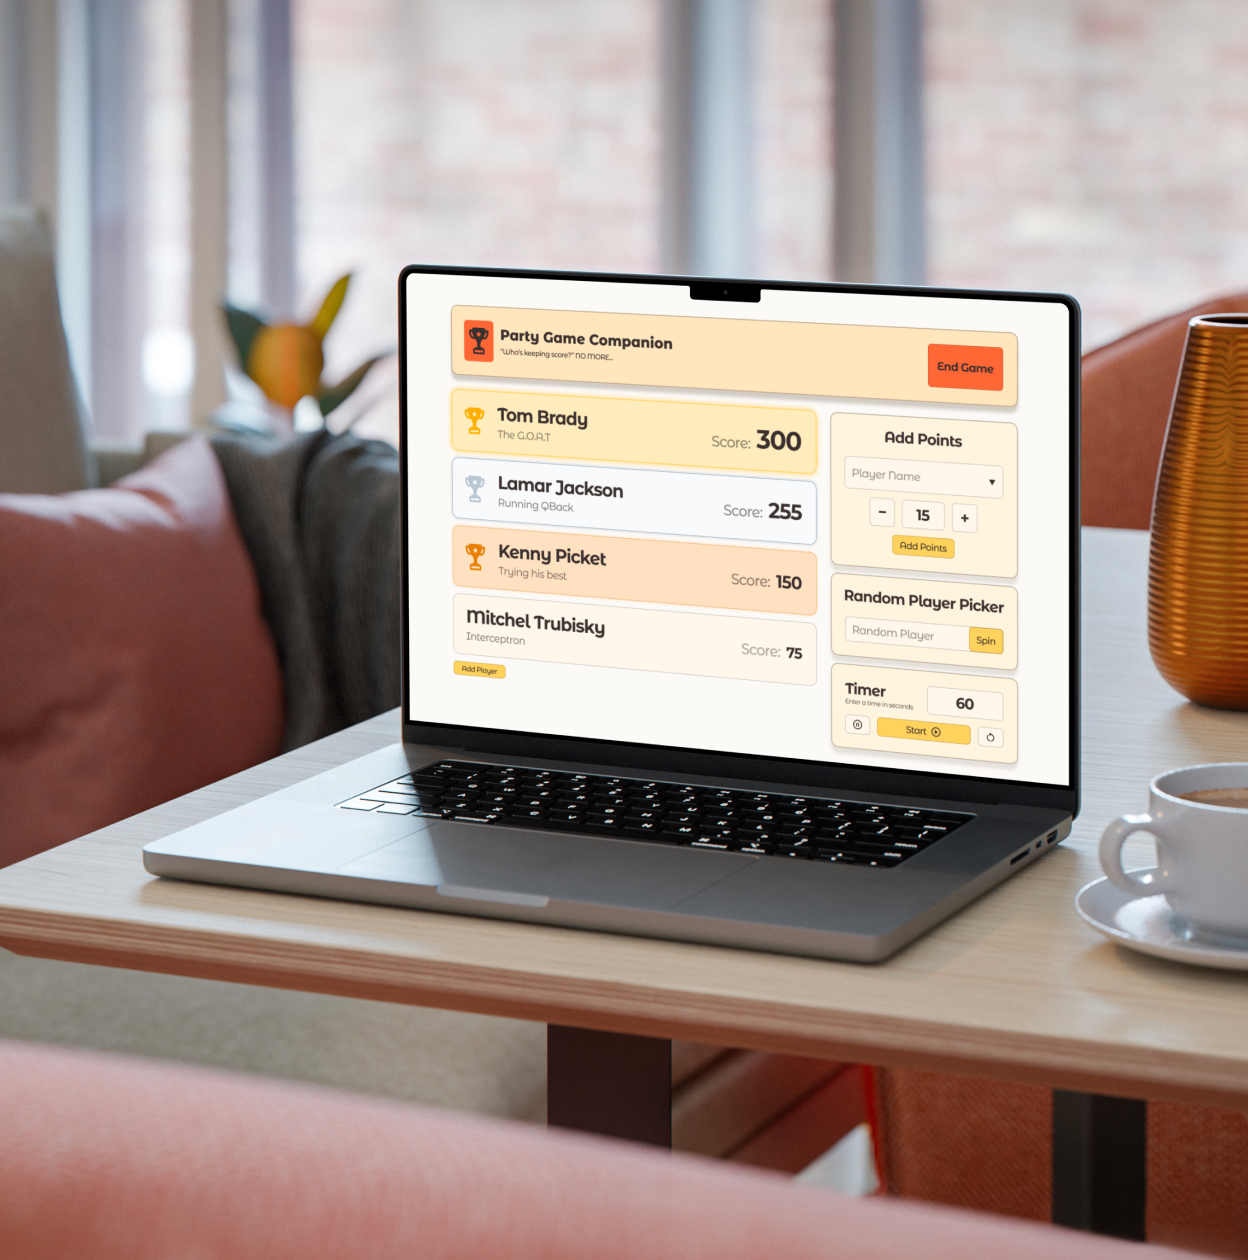 Party Game Companion
"Who's keeping score?" NO MORE...
End Game
Tom Brady
The G.O.A.T
Score: 300
Lamar Jackson
Running QBack
Score: 255
Kenny Picket
Trying his best
Score: 150
Mitchel Trubisky
Interceptron
Score: 75
Add Player
Add Points
Player Name
−
15
+
Add Points
Random Player Picker
Random Player
Spin
Timer
Enter a time in seconds
60
Start